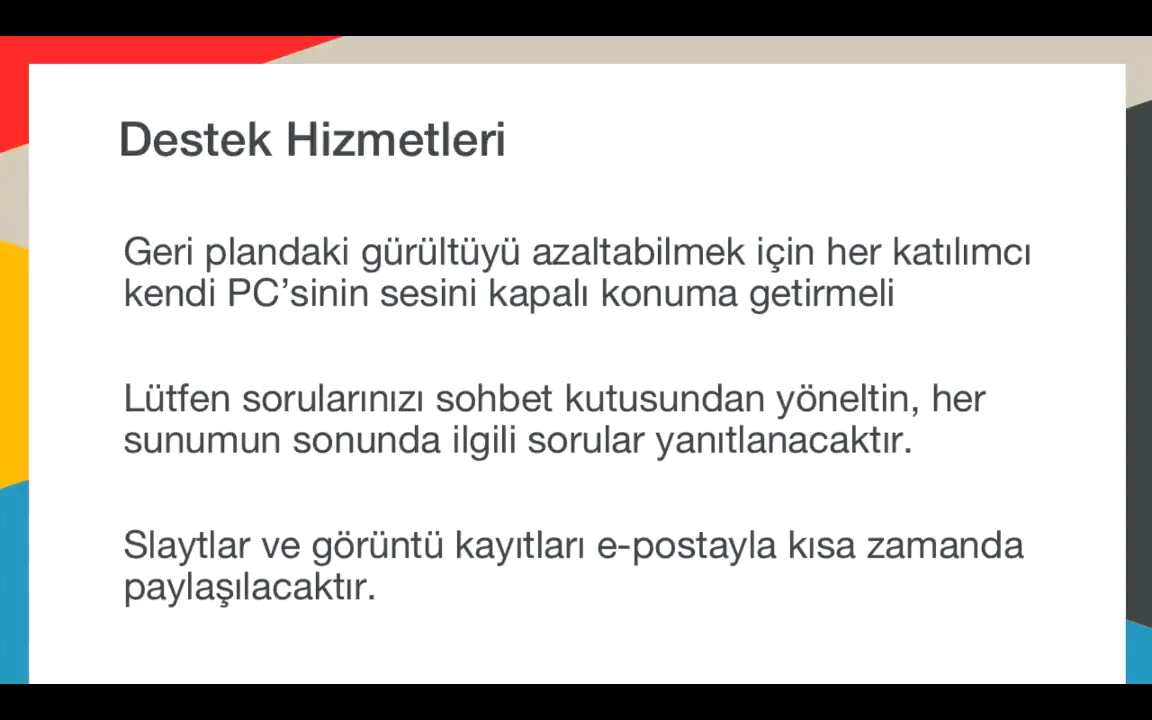 Destek Hizmetleri
Geri plandaki gürültüyü azaltabilmek için her katılımcı
kendi PC’sinin sesini kapalı konuma getirmeli
Lütfen sorularınızı sohbet kutusundan yöneltin, her
sunumun sonunda ilgili sorular yanıtlanacaktır.
Slaytlar ve görüntü kayıtları e-postayla kısa zamanda
paylaşılacaktır.